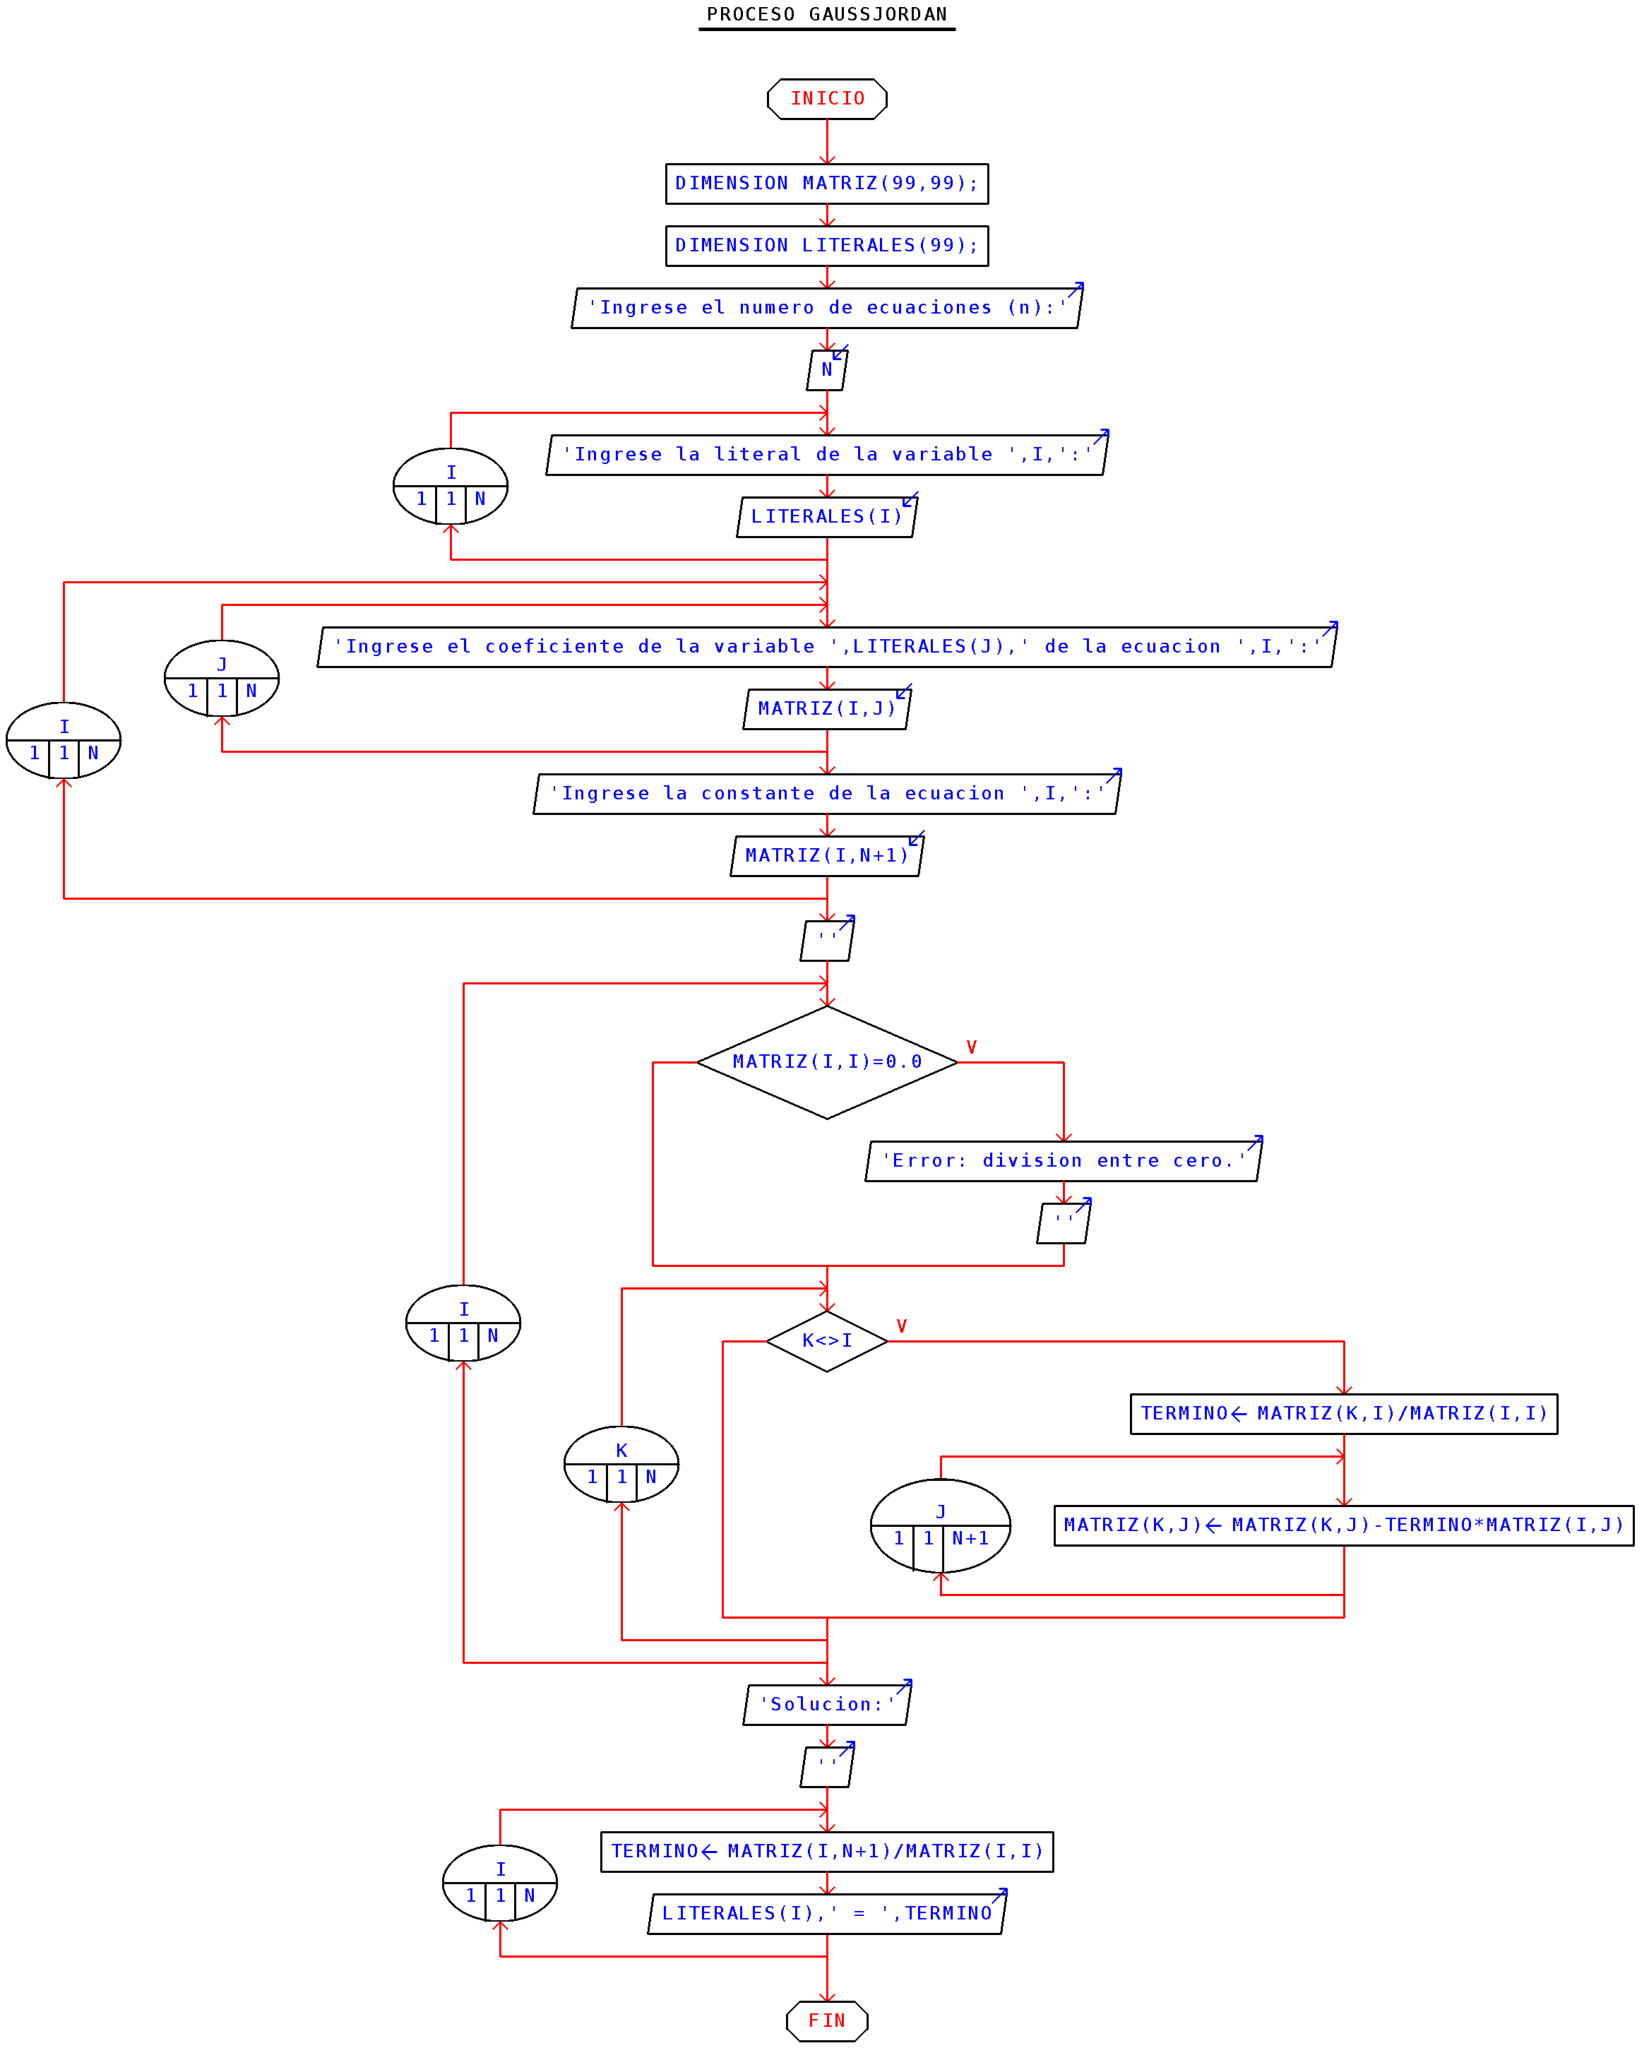 PROCESO GAUSSJORDAN
INICIO
DIMENSION MATRIZ(99,99);
DIMENSION LITERALES(99);
'Ingrese el numero de ecuaciones (n):'
N
'Ingrese la literal de la variable ',I,':'
I
1 1 N
LITERALES(I)
'Ingrese el coeficiente de la variable ',LITERALES(J),' de la ecuacion ',I,':'
J
1 1 N
MATRIZ(I,J)
I
1 1 N
'Ingrese la constante de la ecuacion ',I,':'
MATRIZ(I,N+1)
''
MATRIZ(I,I)=0.0
V
'Error: division entre cero.'
''
I
1 1 N
K<>I
V
TERMINO← MATRIZ(K,I)/MATRIZ(I,I)
K
1 1 N
J
1 1 N+1
MATRIZ(K,J)← MATRIZ(K,J)-TERMINO*MATRIZ(I,J)
'Solucion:'
''
TERMINO← MATRIZ(I,N+1)/MATRIZ(I,I)
I
1 1 N
LITERALES(I),' = ',TERMINO
FIN